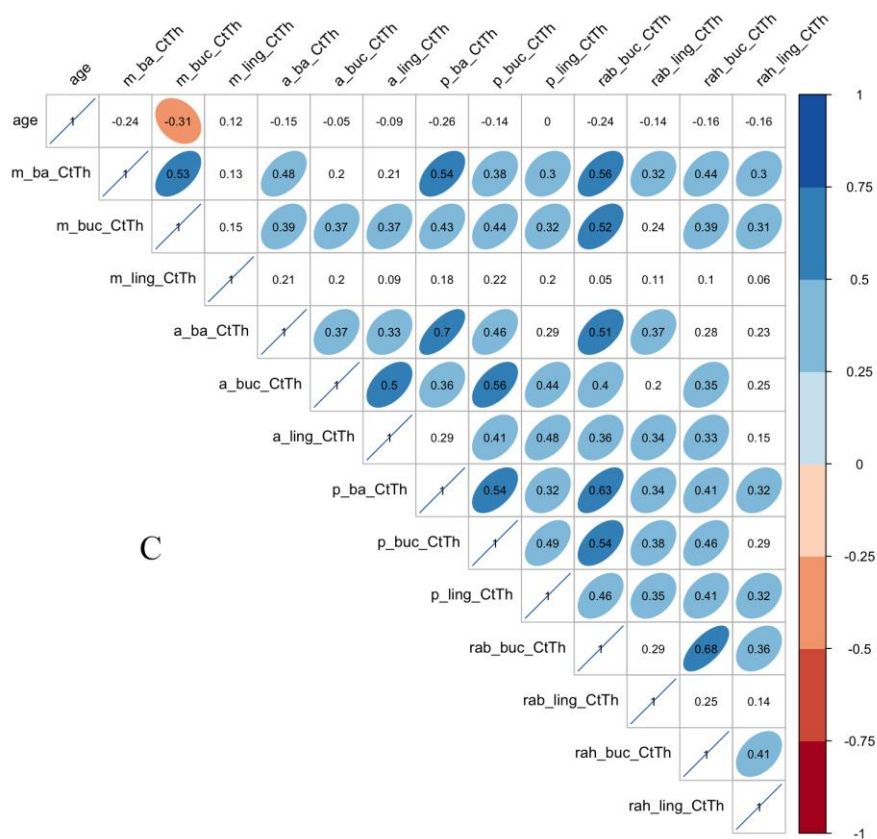 age m_ba_CtTh m_buc_CtTh m_ling_CtTh a_ba_CtTh a_buc_CtTh a_ling_CtTh p_ba_CtTh p_buc_CtTh p_ling_CtTh rab_buc_CtTh rab_ling_CtTh rah_buc_CtTh rah_ling_CtTh
age 1 -0.24 -0.31 0.12 -0.15 -0.05 -0.09 -0.26 -0.14 0 -0.24 -0.14 -0.16 -0.16
m_ba_CtTh 1 0.53 0.13 0.48 0.2 0.21 0.54 0.38 0.3 0.56 0.32 0.44 0.3
m_buc_CtTh 1 0.15 0.39 0.37 0.37 0.43 0.44 0.32 0.52 0.24 0.39 0.31
m_ling_CtTh 1 0.21 0.2 0.09 0.18 0.22 0.2 0.05 0.11 0.1 0.06
a_ba_CtTh 1 0.37 0.33 0.7 0.46 0.29 0.51 0.37 0.28 0.23
a_buc_CtTh 1 0.5 0.36 0.56 0.44 0.4 0.2 0.35 0.25
a_ling_CtTh 1 0.29 0.41 0.48 0.36 0.34 0.33 0.15
p_ba_CtTh 1 0.54 0.32 0.63 0.34 0.41 0.32
C
p_buc_CtTh 1 0.49 0.54 0.38 0.46 0.29
p_ling_CtTh 1 0.46 0.35 0.41 0.32
rab_buc_CtTh 1 0.29 0.68 0.36
rab_ling_CtTh 1 0.25 0.14
rah_buc_CtTh 1 0.41
rah_ling_CtTh 1
1
0.75
0.5
0.25
0
-0.25
-0.5
-0.75
-1